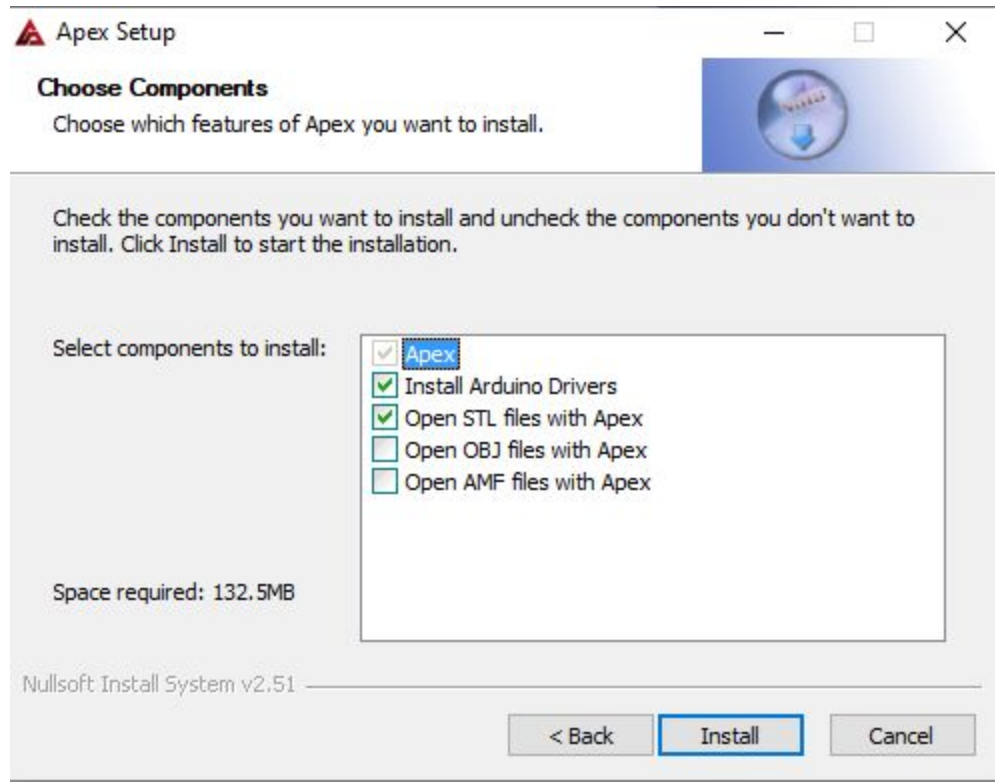 Apex Setup
Choose Components
Choose which features of Apex you want to install.
Check the components you want to install and uncheck the components you don't want to
install. Click Install to start the installation.
Select components to install:
Apex
Install Arduino Drivers
Open STL files with Apex
Open OBJ files with Apex
Open AMF files with Apex
Space required: 132.5MB
Nullsoft Install System v2.51
< Back
Install
Cancel